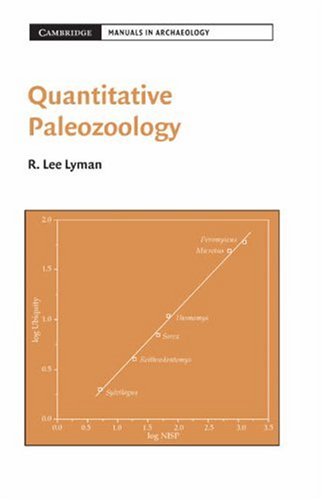 CAMBRIDGE MANUALS IN ARCHAEOLOGY
Quantitative
Paleozoology
R. Lee Lyman
2.0
Peromyscus
Microtus
1.5
log Ubiquity
1.0
Thomomys
Sorex
Reithrodontomys
0.5
Sylvilagus
0.0
0.0 0.5 1.0 1.5 2.0 2.5 3.0 3.5
log NISP